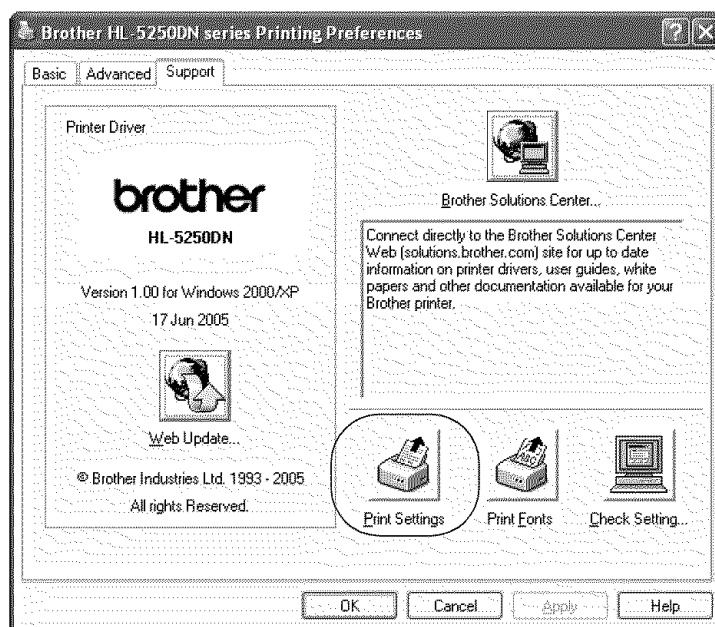 Brother HL-5250DN series Printing Preferences
Basic Advanced Support
Printer Driver
brother
HL-5250DN
Version 1.00 for Windows 2000/XP
17 Jun 2005
Web Update...
© Brother Industries Ltd. 1993 - 2005
All rights Reserved.
Brother Solutions Center...
Connect directly to the Brother Solutions Center
Web (solutions.brother.com) site for up to date
information on printer drivers, user guides, white
papers and other documentation available for your
Brother printer.
Print Settings
Print Fonts
Check Setting...
OK Cancel Apply Help